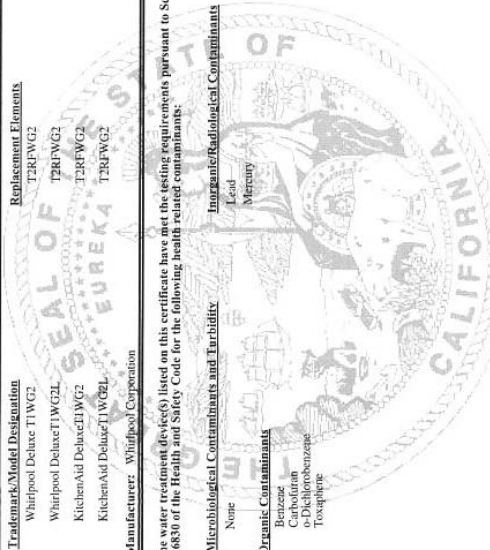 Trademark/Model Designation Replacement Elements
Whirlpool Deluxe T1WG2 T2RFWG2
Whirlpool DeluxeT1WG2L T2RFWG2
KitchenAid DeluxeT1WG2 T2RFWG2
KitchenAid DeluxeT1WG2L T2RFWG2
Manufacturer: Whirlpool Corporation
he water treatment device(s) listed on this certificate have met the testing requirements pursuant to Se
6830 of the Health and Safety Code for the following health related contaminants:
Microbiological Contaminants and Turbidity Inorganic/Radiological Contaminants
None Lead
Mercury
Organic Contaminants
Benzene
Carbofuran
o-Dichlorobenzene
Toxaphene
SEAL OF THE STATE OF CALIFORNIA
EUREKA